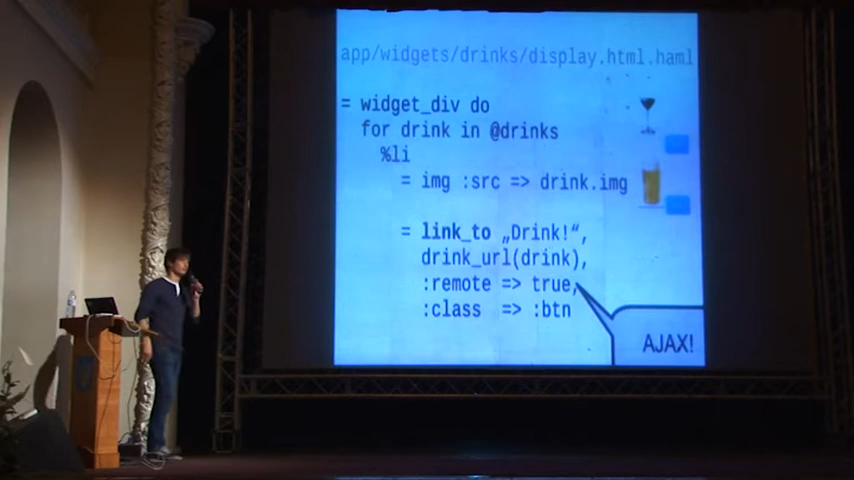 app/widgets/drinks/display.html.haml
= widget_div do
for drink in @drinks
%li
= img :src => drink.img
= link_to „Drink!“,
drink_url(drink),
:remote => true,
:class => :btn
AJAX!